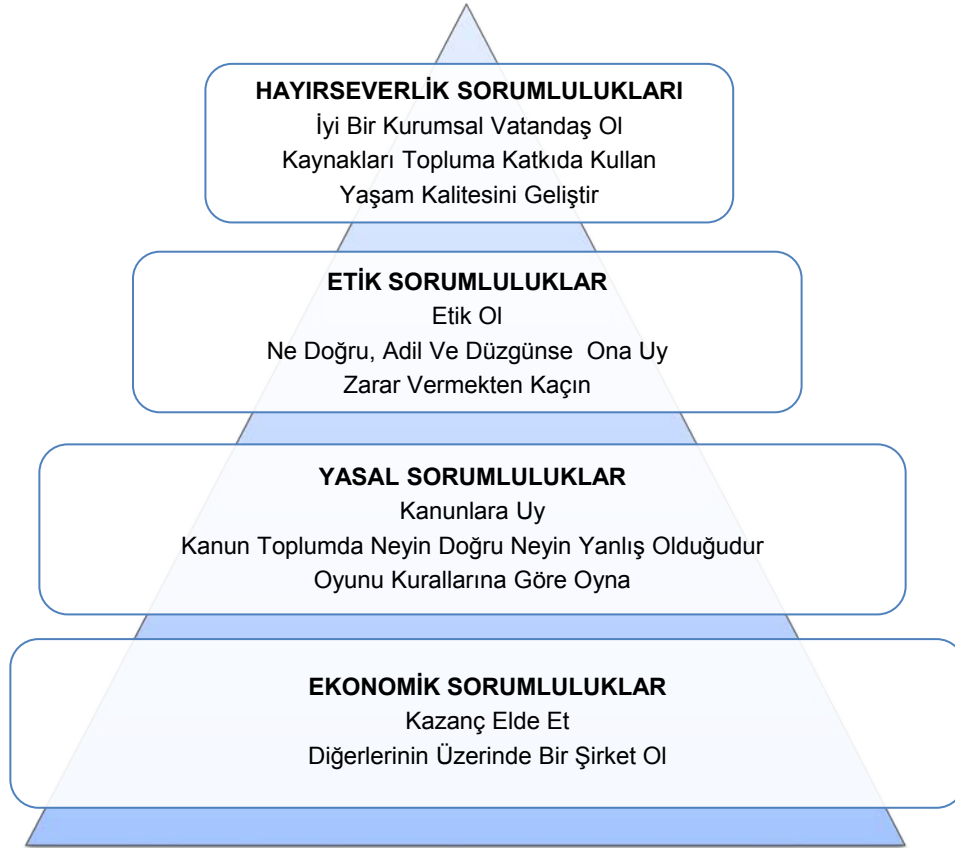 HAYIRSEVERLİK SORUMLULUKLARI
İyi Bir Kurumsal Vatandaş Ol
Kaynakları Topluma Katkıda Kullan
Yaşam Kalitesini Geliştir
ETİK SORUMLULUKLAR
Etik Ol
Ne Doğru, Adil Ve Düzgünse  Ona Uy
Zarar Vermekten Kaçın
YASAL SORUMLULUKLAR
Kanunlara Uy
Kanun Toplumda Neyin Doğru Neyin Yanlış Olduğudur
Oyunu Kurallarına Göre Oyna
EKONOMİK SORUMLULUKLAR
Kazanç Elde Et
Diğerlerinin Üzerinde Bir Şirket Ol